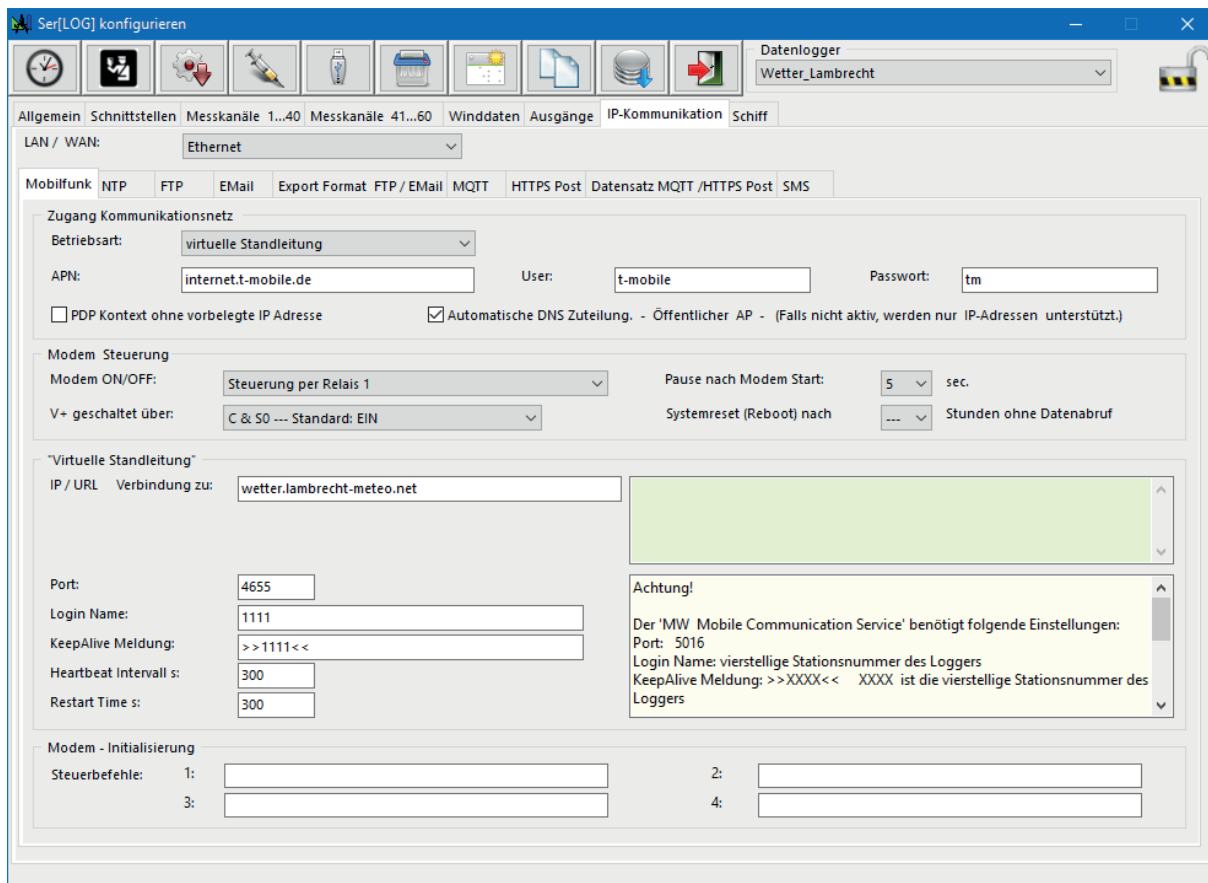 Ser[LOG] konfigurieren
Datenlogger
Wetter_Lambrecht
Allgemein Schnittstellen Messkanäle 1...40 Messkanäle 41...60 Winddaten Ausgänge IP-Kommunikation Schiff
LAN / WAN: Ethernet
Mobilfunk NTP FTP EMail Export Format FTP / EMail MQTT HTTPS Post Datensatz MQTT /HTTPS Post SMS
Zugang Kommunikationsnetz
Betriebsart: virtuelle Standleitung
APN: internet.t-mobile.de User: t-mobile Passwort: tm
PDP Kontext ohne vorbelegte IP Adresse Automatische DNS Zuteilung. - Öffentlicher AP - (Falls nicht aktiv, werden nur IP-Adressen unterstützt.)
Modem Steuerung
Modem ON/OFF: Steuerung per Relais 1 Pause nach Modem Start: 5 sec.
V+ geschaltet über: C & S0 --- Standard: EIN Systemreset (Reboot) nach --- Stunden ohne Datenabruf
"Virtuelle Standleitung"
IP / URL Verbindung zu: wetter.lambrecht-meteo.net
Port: 4655
Login Name: 1111
KeepAlive Meldung: >>1111<<
Heartbeat Intervall s: 300
Restart Time s: 300
Achtung!
Der 'MW Mobile Communication Service' benötigt folgende Einstellungen:
Port: 5016
Login Name: vierstellige Stationsnummer des Loggers
KeepAlive Meldung: >>XXXX<< XXXX ist die vierstellige Stationsnummer des
Loggers
Modem - Initialisierung
Steuerbefehle: 1: 2:
3: 4: